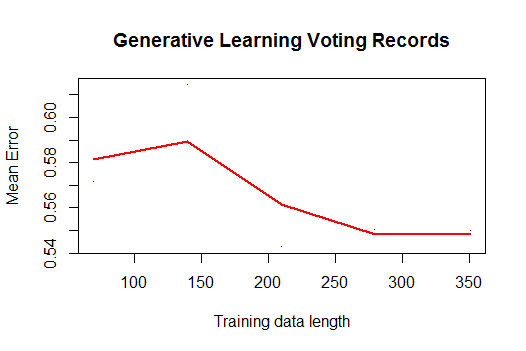 Generative Learning Voting Records
Mean Error
0.60
0.58
0.56
0.54
100 150 200 250 300 350
Training data length